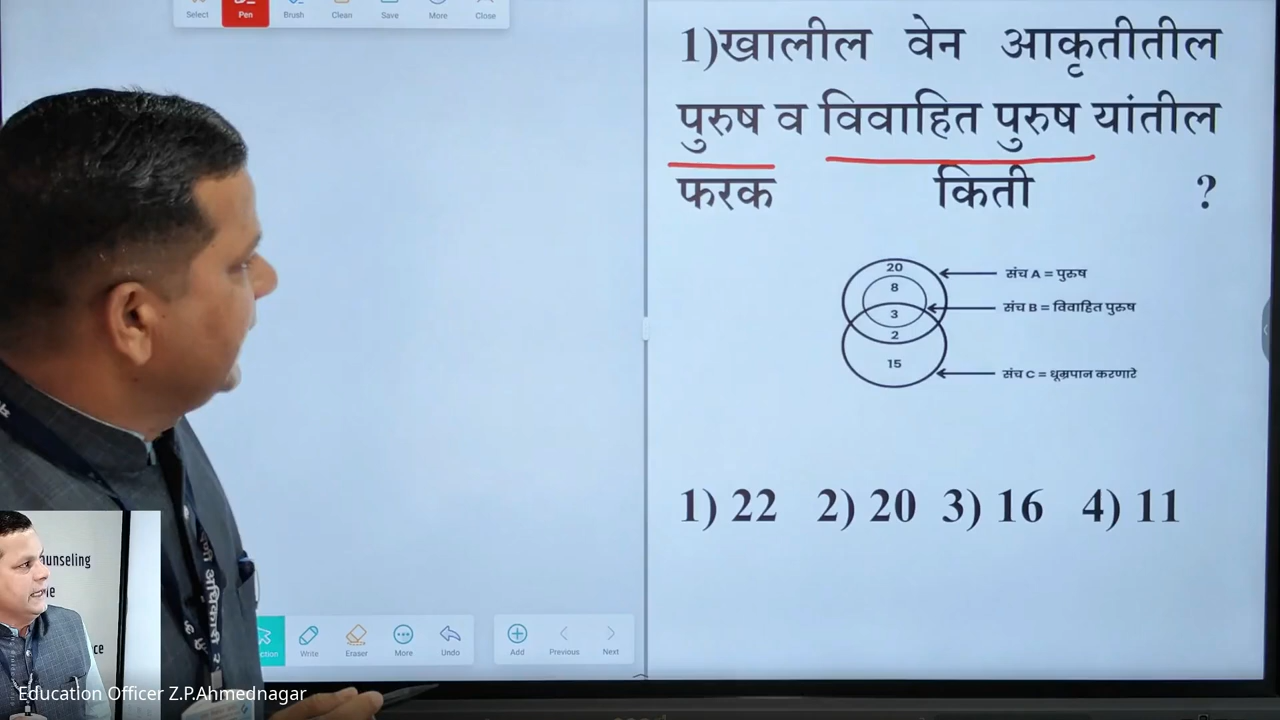 Select Pen Brush Clean Save More Close
1)खालील वेन आकृतीतील
पुरुष व विवाहित पुरुष यांतील
फरक किती ?
20
संच A = पुरुष
8
संच B = विवाहित पुरुष
3
2
15
संच C = धूम्रपान करणारे
1) 22 2) 20 3) 16 4) 11
Write Eraser More Undo
Add Previous Next
Education Officer Z.P.Ahmednagar